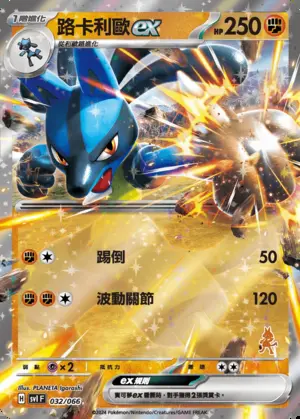 1階進化
路卡利歐ex
HP 250
從利歐路進化
踢倒 50
波動關節 120
弱點 ×2 抵抗力 撤退
Illus. PLANETA Igarashi
H svI F 032/066
ex規則
寶可夢ex昏厥時，對手獲得2張獎賞卡。
©2024 Pokémon/Nintendo/Creatures/GAME FREAK